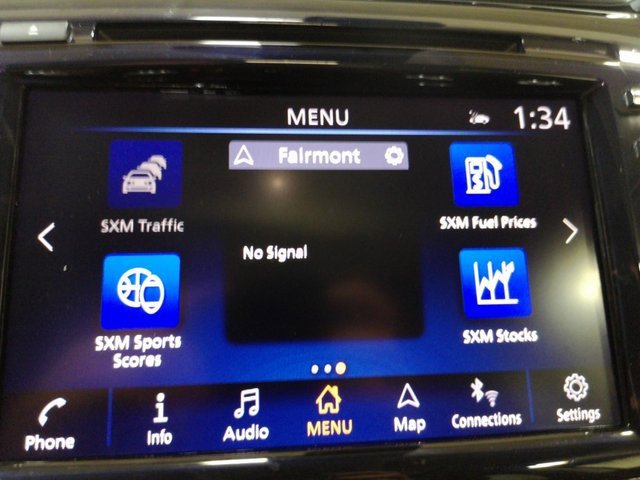 MENU
1:34
Fairmont
SXM Traffic
SXM Fuel Prices
No Signal
SXM Sports
Scores
SXM Stocks
Phone
Info
Audio
MENU
Map
Connections
Settings